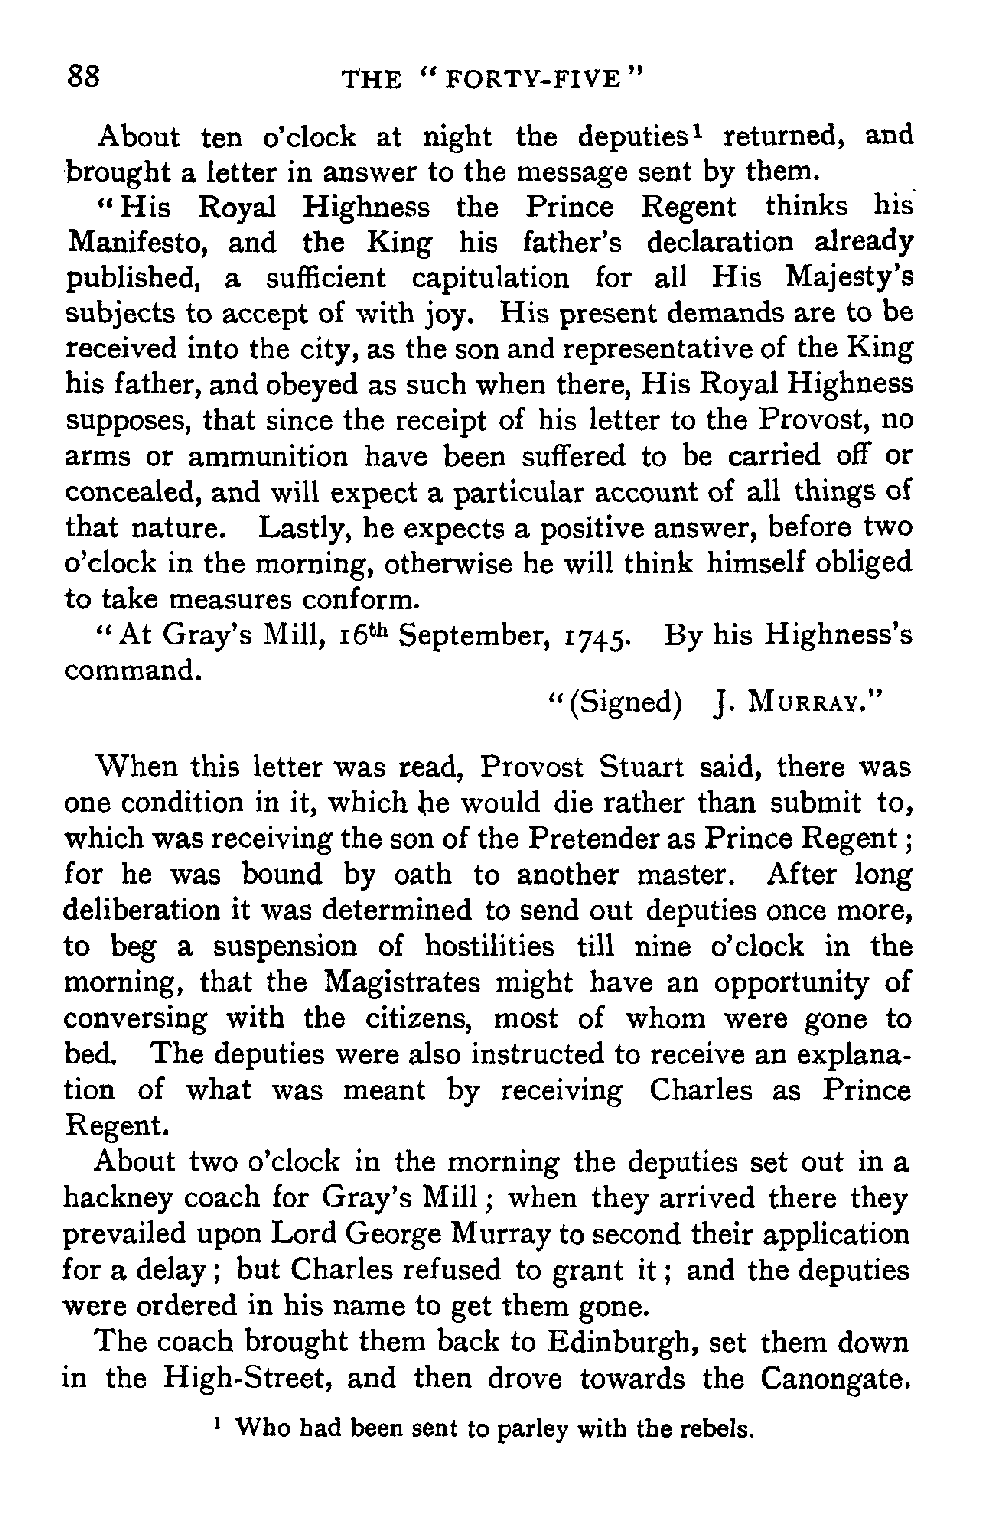 88 THE “FORTY-FIVE”
About ten o'clock at night the deputies¹ returned, and
brought a letter in answer to the message sent by them.
“His Royal Highness the Prince Regent thinks his
Manifesto, and the King his father's declaration already
published, a sufficient capitulation for all His Majesty's
subjects to accept of with joy. His present demands are to be
received into the city, as the son and representative of the King
his father, and obeyed as such when there, His Royal Highness
supposes, that since the receipt of his letter to the Provost, no
arms or ammunition have been suffered to be carried off or
concealed, and will expect a particular account of all things of
that nature. Lastly, he expects a positive answer, before two
o'clock in the morning, otherwise he will think himself obliged
to take measures conform.
“At Gray's Mill, 16th September, 1745. By his Highness's
command.
“(Signed) J. MURRAY.”
When this letter was read, Provost Stuart said, there was
one condition in it, which he would die rather than submit to,
which was receiving the son of the Pretender as Prince Regent;
for he was bound by oath to another master. After long
deliberation it was determined to send out deputies once more,
to beg a suspension of hostilities till nine o'clock in the
morning, that the Magistrates might have an opportunity of
conversing with the citizens, most of whom were gone to
bed. The deputies were also instructed to receive an explana-
tion of what was meant by receiving Charles as Prince
Regent.
About two o'clock in the morning the deputies set out in a
hackney coach for Gray's Mill; when they arrived there they
prevailed upon Lord George Murray to second their application
for a delay; but Charles refused to grant it; and the deputies
were ordered in his name to get them gone.
The coach brought them back to Edinburgh, set them down
in the High-Street, and then drove towards the Canongate.
¹ Who had been sent to parley with the rebels.